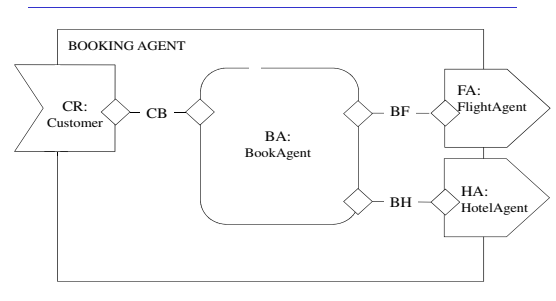 BOOKING AGENT
CR:
Customer
CB
BA:
BookAgent
BF
FA:
FlightAgent
BH
HA:
HotelAgent